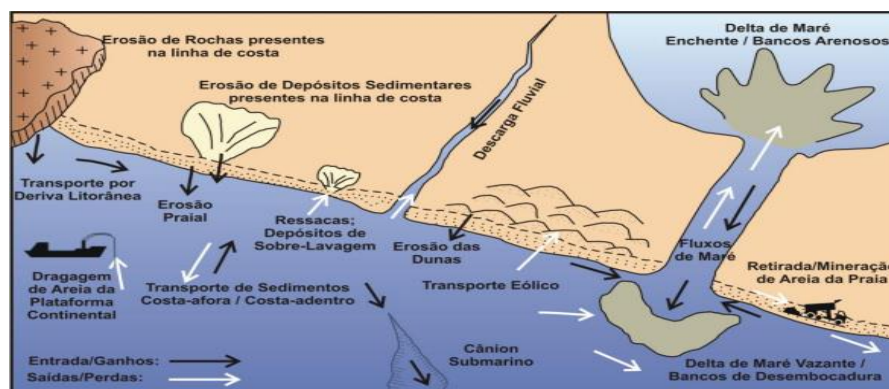 Erosão de Rochas presentes
na linha de costa
Erosão de Depósitos Sedimentares
presentes na linha de costa
Descarga Fluvial
Delta de Maré
Enchente / Bancos Arenosos
Transporte por
Deriva Litorânea
Erosão
Praial
Ressacas;
Depósitos de
Sobre-Lavagem
Erosão das
Dunas
Fluxos
de Maré
Retirada/Mineração
de Areia da Praia
Dragagem
de Areia da
Plataforma
Continental
Transporte de Sedimentos
Costa-afora / Costa-adentro
Transporte Eólico
Cânion
Submarino
Delta de Maré Vazante /
Bancos de Desembocadura
Entrada/Ganhos:
Saídas/Perdas: